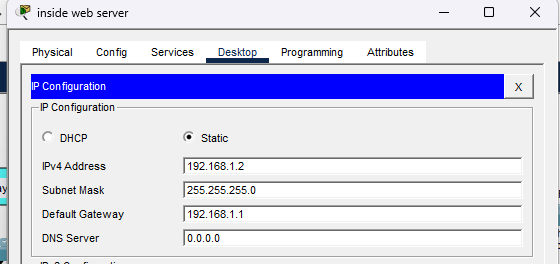 inside web server
Physical Config Services Desktop Programming Attributes
IP Configuration X
IP Configuration
DHCP Static
IPv4 Address 192.168.1.2
Subnet Mask 255.255.255.0
Default Gateway 192.168.1.1
DNS Server 0.0.0.0